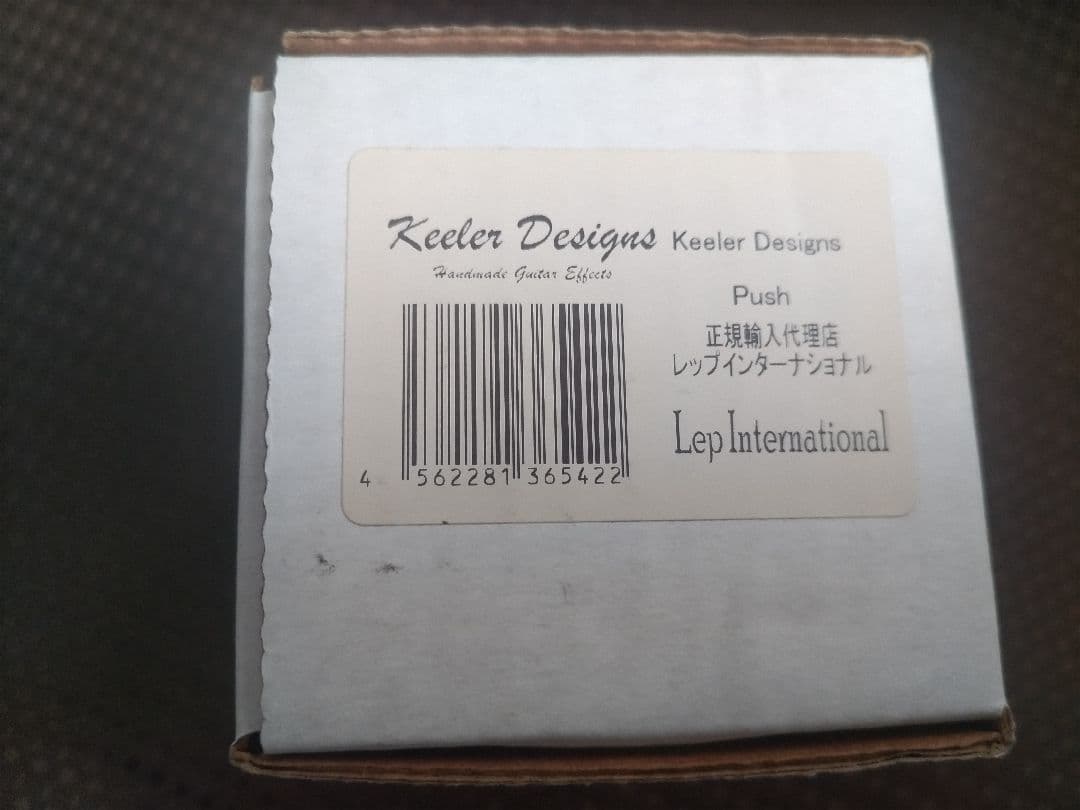 Keeler Designs
Handmade Guitar Effects
4 562281 365422
Keeler Designs
Push
正規輸入代理店
レップインターナショナル
Lep International